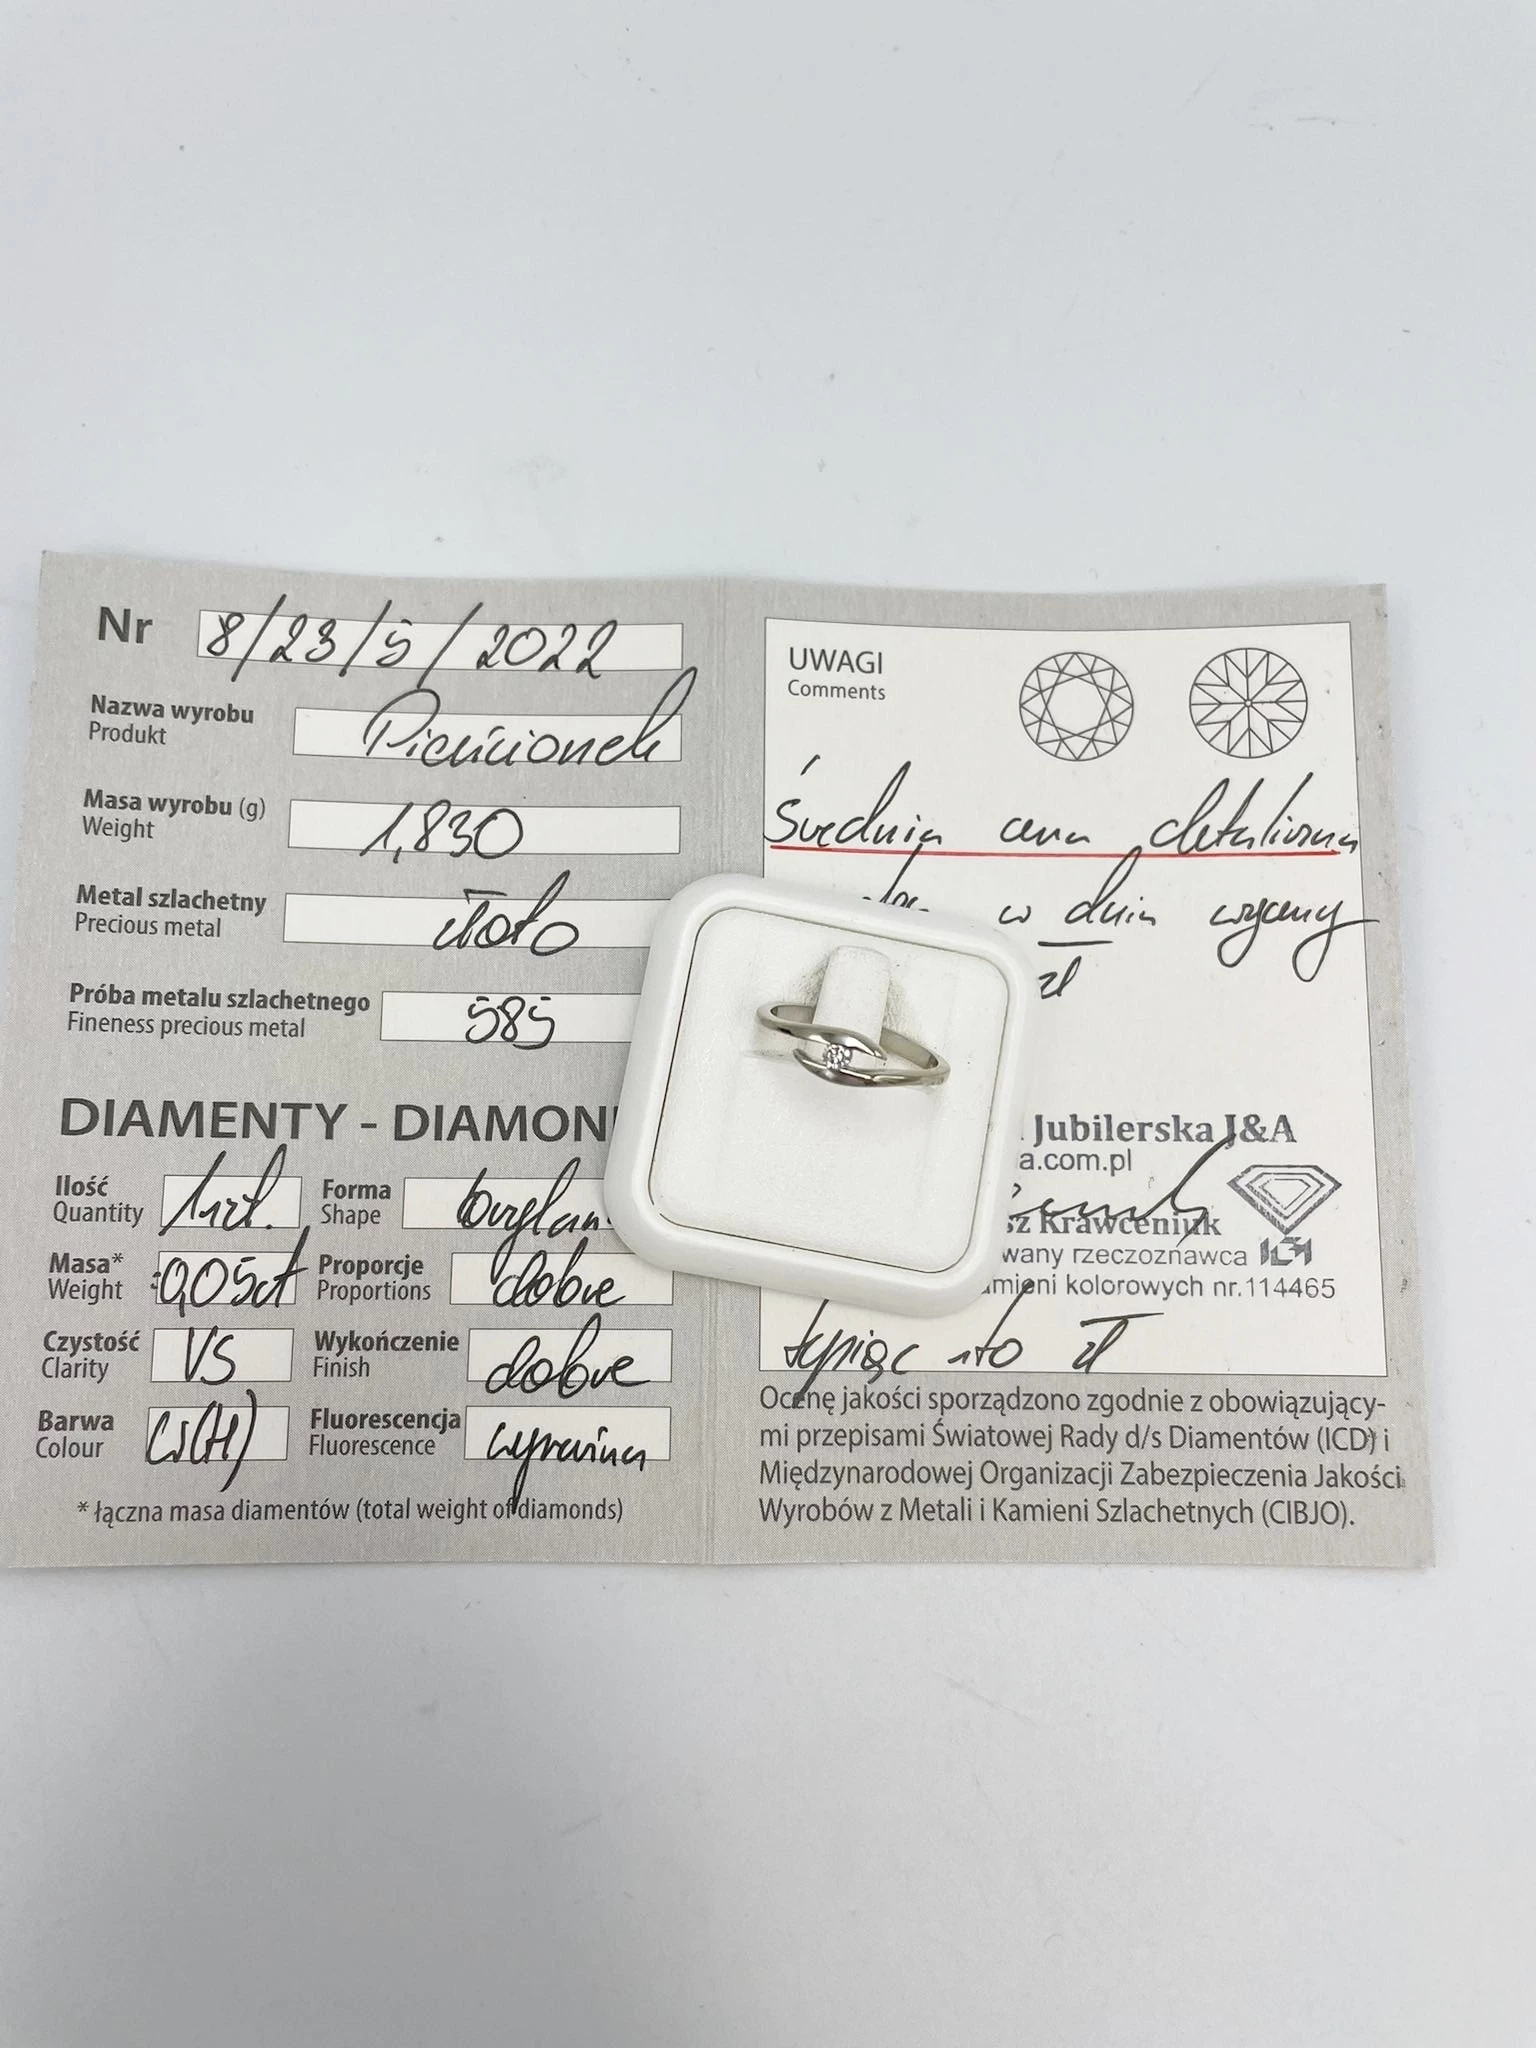 Nr 8/23/5/2022
Nazwa wyrobu Pierścionek
Produkt
Masa wyrobu (g) 1,830
Weight
Metal szlachetny złoto
Precious metal
Próba metalu szlachetnego 585
Fineness precious metal
DIAMENTY - DIAMON
Ilość 1szt. Forma brylan
Quantity Shape
Masa* 0,05ct Proporcje dobre
Weight Proportions
Czystość VS Wykończenie dobre
Clarity Finish
Barwa (H) Fluorescencja wyraźna
Colour Fluorescence
* łączna masa diamentów (total weight of diamonds)
UWAGI
Comments
Średnia cena detaliczna
w dniu wyceny
zł
Jubilerska J&A
a.com.pl
sz Krawceniuk
wany rzeczoznawca
amieni kolorowych nr.114465
tysiąc sto zł
Ocenę jakości sporządzono zgodnie z obowiązujący-
mi przepisami Światowej Rady d/s Diamentów (ICD) i
Międzynarodowej Organizacji Zabezpieczenia Jakości
Wyrobów z Metali i Kamieni Szlachetnych (CIBJO).